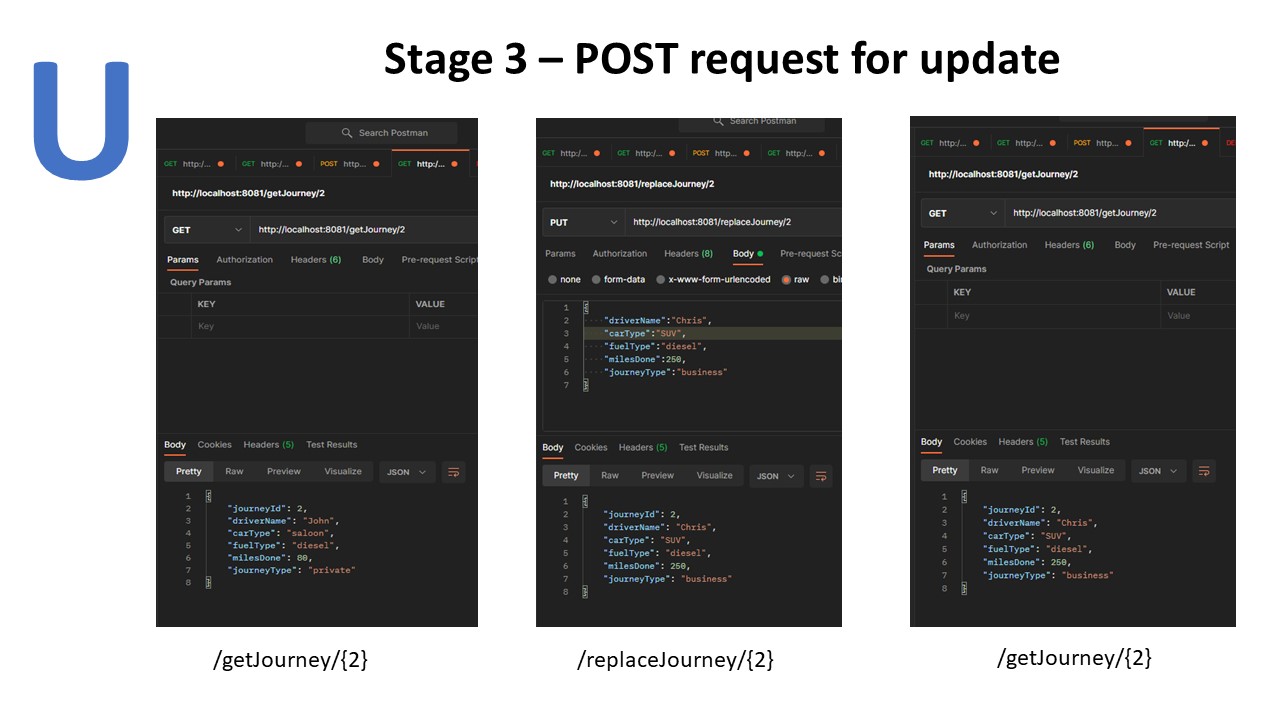 Stage 3 – POST request for update
U
Search Postman
GET http:/... GET http:/... POST http... GET http:/...
http://localhost:8081/getJourney/2
GET http://localhost:8081/getJourney/2
Params Authorization Headers (6) Body Pre-request Script
Query Params
KEY VALUE
Key Value
Body Cookies Headers (5) Test Results
Pretty Raw Preview Visualize JSON
1 {
2 "journeyId": 2,
3 "driverName": "John",
4 "carType": "saloon",
5 "fuelType": "diesel",
6 "milesDone": 80,
7 "journeyType": "private"
8 }
/getJourney/{2}
Search Postman
GET http:/... GET http:/... POST http... GET http:/...
http://localhost:8081/replaceJourney/2
PUT http://localhost:8081/replaceJourney/2
Params Authorization Headers (8) Body Pre-request Sc
none form-data x-www-form-urlencoded raw bi
1 {
2 "driverName":"Chris",
3 "carType":"SUV",
4 "fuelType":"diesel",
5 "milesDone":250,
6 "journeyType":"business"
7 }
Body Cookies Headers (5) Test Results
Pretty Raw Preview Visualize JSON
1 {
2 "journeyId": 2,
3 "driverName": "Chris",
4 "carType": "SUV",
5 "fuelType": "diesel",
6 "milesDone": 250,
7 "journeyType": "business"
8 }
/replaceJourney/{2}
GET http:/... GET http:/... POST http... GET http:/... DE
http://localhost:8081/getJourney/2
GET http://localhost:8081/getJourney/2
Params Authorization Headers (6) Body Pre-request Script
Query Params
KEY VALUE
Key Value
Body Cookies Headers (5) Test Results
Pretty Raw Preview Visualize JSON
1 {
2 "journeyId": 2,
3 "driverName": "Chris",
4 "carType": "SUV",
5 "fuelType": "diesel",
6 "milesDone": 250,
7 "journeyType": "business"
8 }
/getJourney/{2}